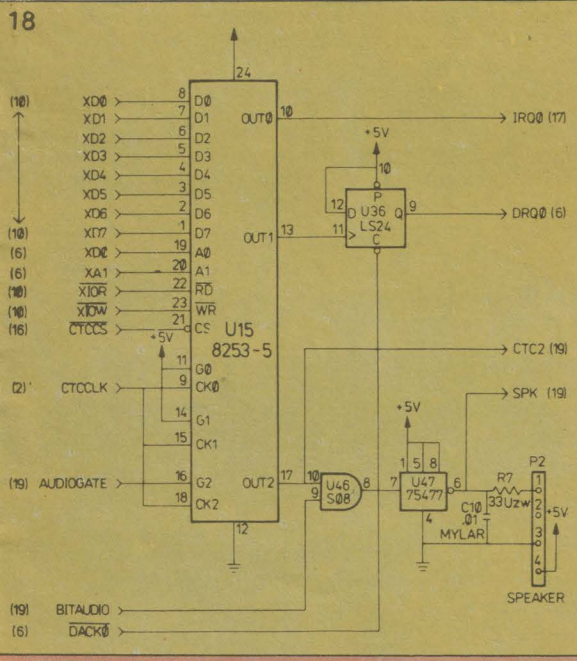 18
24
(10) XD0 8 D0
XD1 7 D1 OUT0 10 IRQ0 (17)
XD2 6 D2
XD3 5 D3 +5V
XD4 4 D4 10
XD5 3 D5 P
XD6 2 D6 12 D U36 Q 9 DRQ0 (6)
(10) XD7 1 D7 OUT1 13 11 LS24
(6) XD0 19 A0 C
(6) XA1 20 A1
(10) XIOR 22 RD
(10) XIOW 23 WR
(16) CTCCS 21 CS U15
+5V 8253-5 CTC2 (19)
11 G0
(2) CTCCLK 9 CK0 SPK (19)
14 G1 +5V
15 CK1 P2
1 5 8
(19) AUDIOGATE 16 G2 OUT2 17 10 U46 8 7 U47 6 R7 1
18 CK2 9 S08 75477 33Uzw 2
C10 +5V
.01 3
4 MYLAR 4
12
SPEAKER
(19) BITAUDIO
(6) DACK0